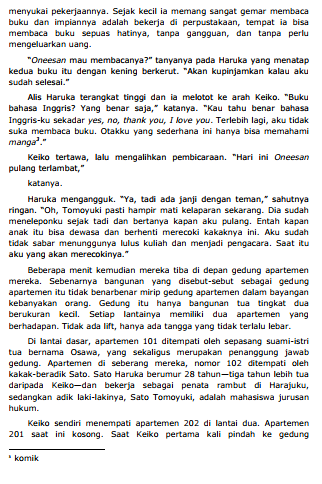 menyukai pekerjaannya. Sejak kecil ia memang sangat gemar membaca
buku dan impiannya adalah bekerja di perpustakaan, tempat ia bisa
membaca buku sepuas hatinya, tanpa gangguan, dan tanpa perlu
mengeluarkan uang.
"Oneesan mau membacanya?" tanyanya pada Haruka yang menatap
kedua buku itu dengan kening berkerut. "Akan kupinjamkan kalau aku
sudah selesai."
Alis Haruka terangkat tinggi dan ia melotot ke arah Keiko. "Buku
bahasa Inggris? Yang benar saja," katanya. "Kau tahu benar bahasa
Inggris-ku sekadar yes, no, thank you, I love you. Terlebih lagi, aku tidak
suka membaca buku. Otakku yang sederhana ini hanya bisa memahami
manga⁵."
Keiko tertawa, lalu mengalihkan pembicaraan. "Hari ini Oneesan
pulang terlambat,"
katanya.
Haruka mengangguk. "Ya, tadi ada janji dengan teman," sahutnya
ringan. "Oh, Tomoyuki pasti hampir mati kelaparan sekarang. Dia sudah
meneleponku sejak tadi dan bertanya kapan aku pulang. Entah kapan
anak itu bisa dewasa dan berhenti merecoki kakaknya ini. Aku sudah
tidak sabar menunggunya lulus kuliah dan menjadi pengacara. Saat itu
aku yang akan merecokinya."
Beberapa menit kemudian mereka tiba di depan gedung apartemen
mereka. Sebenarnya bangunan yang disebut-sebut sebagai gedung
apartemen itu tidak benarbenar mirip gedung apartemen dalam bayangan
kebanyakan orang. Gedung itu hanya bangunan tua tingkat dua
berukuran kecil. Setiap lantainya memiliki dua apartemen yang
berhadapan. Tidak ada lift, hanya ada tangga yang tidak terlalu lebar.
Di lantai dasar, apartemen 101 ditempati oleh sepasang suami-istri
tua bernama Osawa, yang sekaligus merupakan penanggung jawab
gedung. Apartemen di seberang mereka, nomor 102 ditempati oleh
kakak-beradik Sato. Sato Haruka berumur 28 tahun—tiga tahun lebih tua
daripada Keiko—dan bekerja sebagai penata rambut di Harajuku,
sedangkan adik laki-lakinya, Sato Tomoyuki, adalah mahasiswa jurusan
hukum.
Keiko sendiri menempati apartemen 202 di lantai dua. Apartemen
201 saat ini kosong. Saat Keiko pertama kali pindah ke gedung
⁵ komik